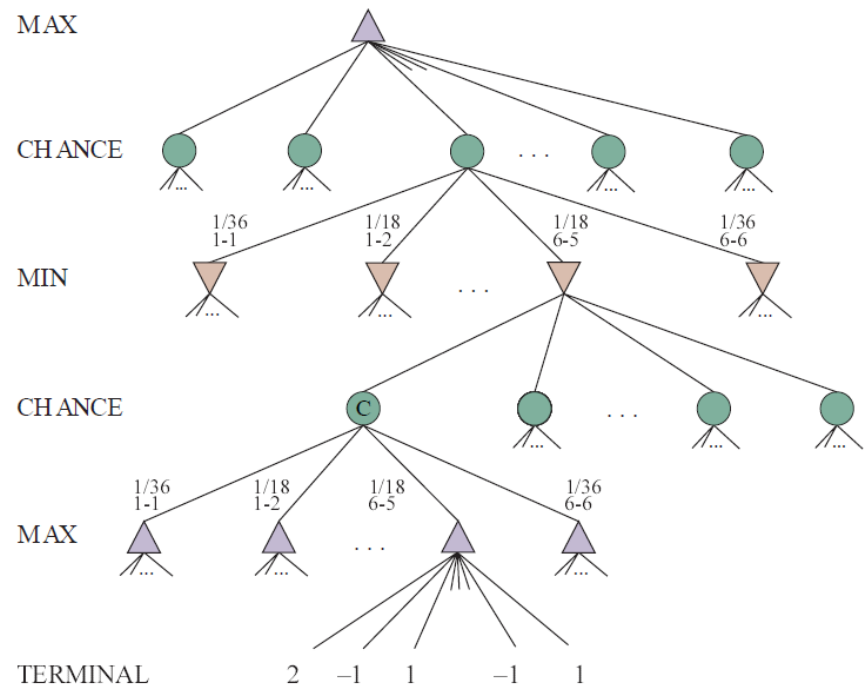 MAX
CHANCE
...
... ... . . . ... ...
1/36 1/18 1/18 1/36
1-1 1-2 6-5 6-6
MIN
... ... . . . ... ...
CHANCE C . . .
... ... ...
1/36 1/18 1/18 1/36
1-1 1-2 6-5 6-6
MAX . . .
... ... ...
TERMINAL 2 –1 1 –1 1